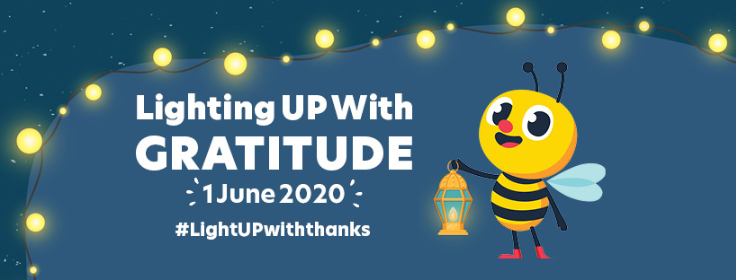 Lighting UP With
GRATITUDE
1 June 2020
#LightUPwiththanks